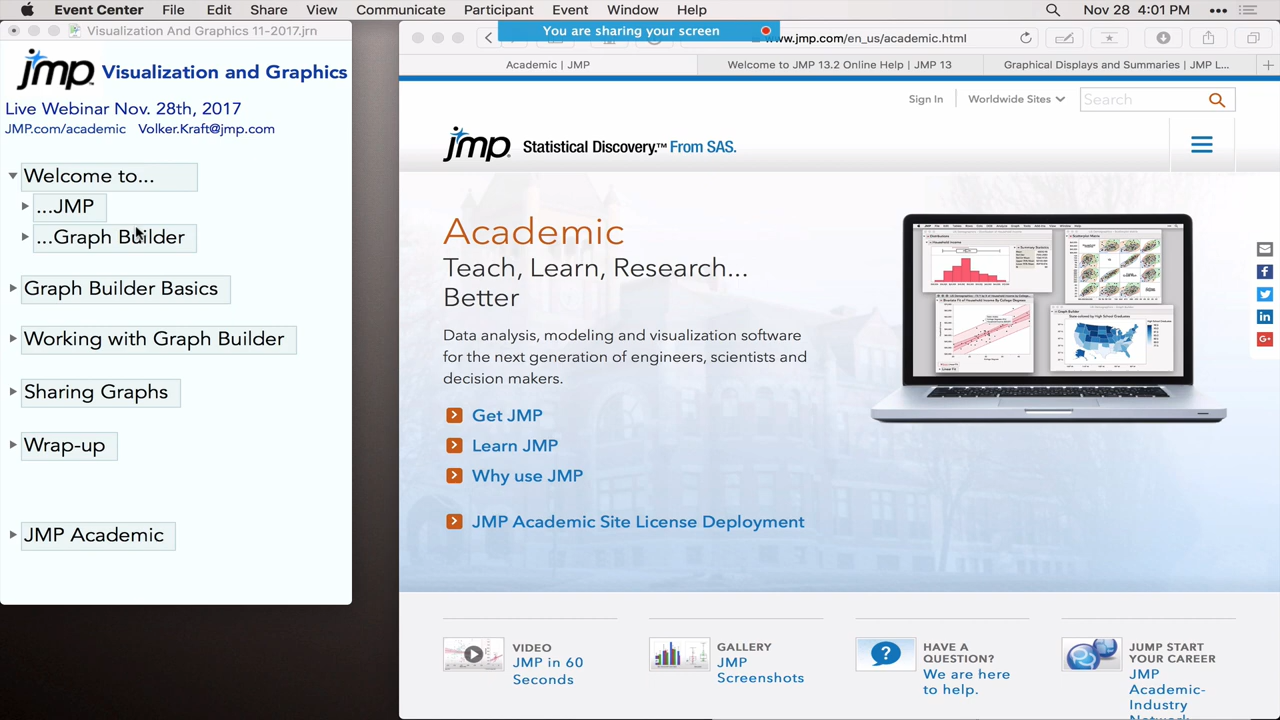 Event Center File Edit Share View Communicate Participant Event Window Help Nov 28 4:01 PM
Visualization And Graphics 11-2017.jrn
You are sharing your screen
www.jmp.com/en_us/academic.html
Academic | JMP
Welcome to JMP 13.2 Online Help | JMP 13
Graphical Displays and Summaries | JMP L...
jmp Visualization and Graphics
Live Webinar Nov. 28th, 2017
JMP.com/academic Volker.Kraft@jmp.com
Welcome to...
...JMP
...Graph Builder
Graph Builder Basics
Working with Graph Builder
Sharing Graphs
Wrap-up
JMP Academic
Sign In
Worldwide Sites
Search
jmp Statistical Discovery.™ From SAS.
Academic
Teach, Learn, Research...
Better
Data analysis, modeling and visualization software
for the next generation of engineers, scientists and
decision makers.
Get JMP
Learn JMP
Why use JMP
JMP Academic Site License Deployment
VIDEO
JMP in 60
Seconds
GALLERY
JMP
Screenshots
HAVE A
QUESTION?
We are here
to help.
JUMP START
YOUR CAREER
JMP
Academic-
Industry